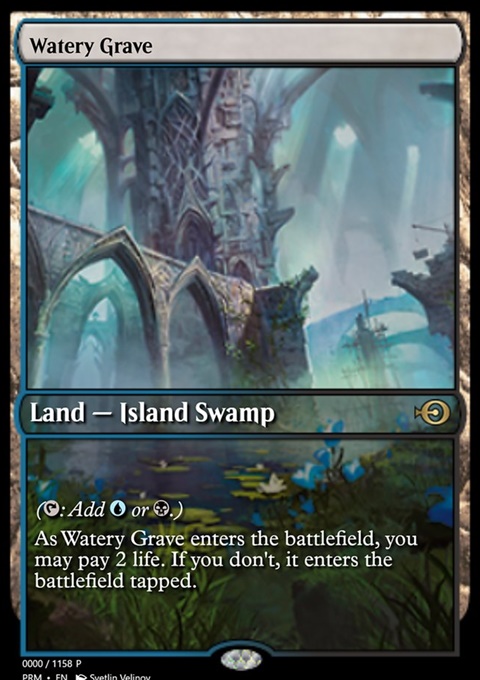 Watery Grave
Land — Island Swamp
(: Add or .)
As Watery Grave enters the battlefield, you
may pay 2 life. If you don't, it enters the
battlefield tapped.
0000 / 1158 P
PRM • EN Svetlin Velinov